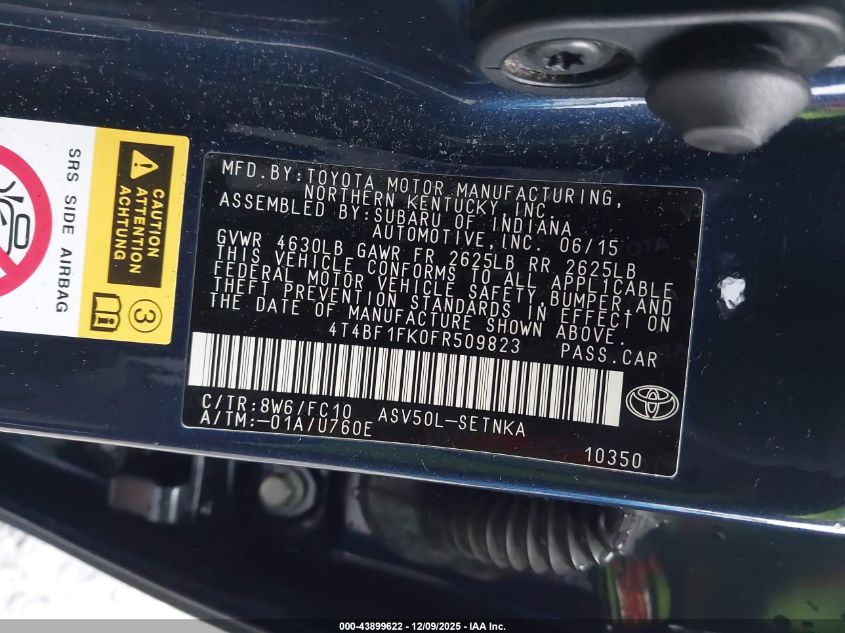 SRS SIDE AIRBAG
CAUTION
ATTENTION
ACHTUNG
3
MFD.BY:TOYOTA MOTOR MANUFACTURING,
NORTHERN KENTUCKY,INC.
ASSEMBLED BY:SUBARU OF INDIANA
AUTOMOTIVE,INC. 06/15
GVWR 4630LB GAWR FR 2625LB RR 2625LB
THIS VEHICLE CONFORMS TO ALL APPLICABLE
FEDERAL MOTOR VEHICLE SAFETY,BUMPER,AND
THEFT PREVENTION STANDARDS IN EFFECT ON
THE DATE OF MANUFACTURE SHOWN ABOVE.
4T4BF1FK0FR509823 PASS.CAR
C/TR:8W6/FC10 ASV50L-SETNKA
A/TM:-01A/U760E
10350
000-43899622 - 12/09/2025 - IAA Inc.